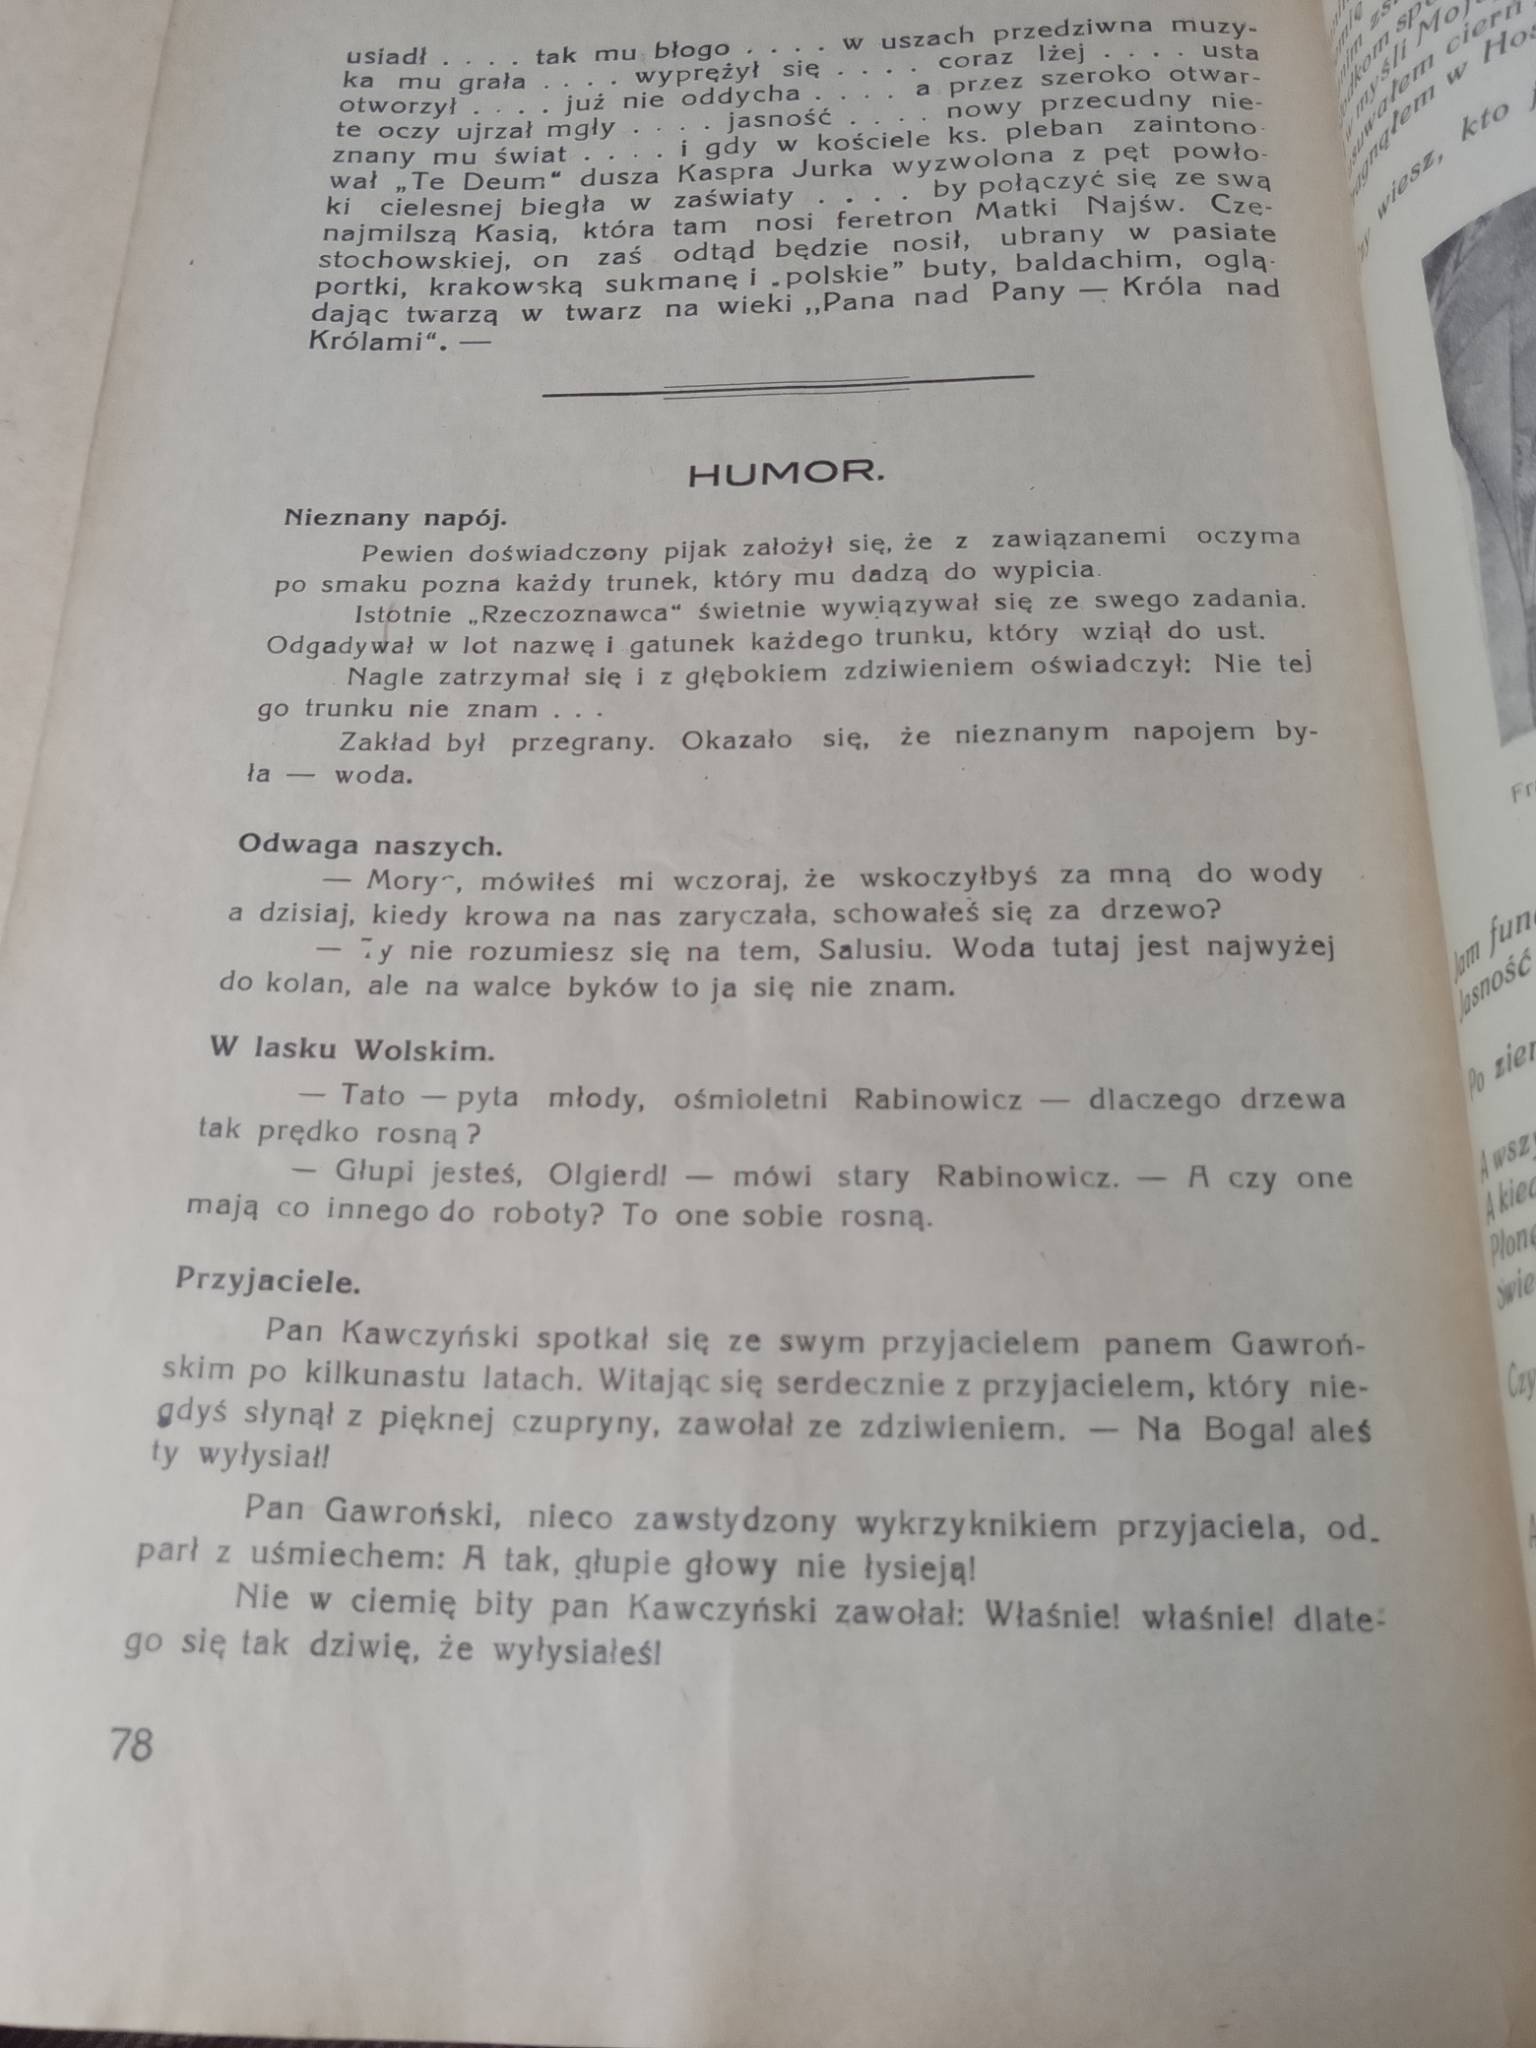 usiadł . . . . tak mu błogo . . . . w uszach przedziwna muzy-
ka mu grała . . . . wyprężył się . . . . coraz lżej . . . . usta
otworzył . . . . już nie oddycha . . . . a przez szeroko otwar-
te oczy ujrzał mgły . . . . jasność . . . . nowy przecudny nie-
znany mu świat . . . . i gdy w kościele ks. pleban zaintono-
wał „Te Deum“ dusza Kaspra Jurka wyzwolona z pęt powło-
ki cielesnej biegła w zaświaty . . . . by połączyć się ze swą
najmilszą Kasią, która tam nosi feretron Matki Najśw. Czę-
stochowskiej, on zaś odtąd będzie nosił, ubrany w pasiate
portki, krakowską sukmanę i „polskie” buty, baldachim, oglą-
dając twarzą w twarz na wieki ,,Pana nad Pany — Króla nad
Królami“. —
HUMOR.
Nieznany napój.
Pewien doświadczony pijak założył się, że z zawiązanemi oczyma
po smaku pozna każdy trunek, który mu dadzą do wypicia.
Istotnie „Rzeczoznawca“ świetnie wywiązywał się ze swego zadania.
Odgadywał w lot nazwę i gatunek każdego trunku, który wziął do ust.
Nagle zatrzymał się i z głębokiem zdziwieniem oświadczył: Nie tej
go trunku nie znam . . .
Zakład był przegrany. Okazało się, że nieznanym napojem by-
ła — woda.
Odwaga naszych.
— mówiłeś mi wczoraj, że wskoczyłbyś za mną do wody
a dzisiaj, kiedy krowa na nas zaryczała, schowałeś się za drzewo?
— Ty nie rozumiesz się na tem, Salusiu. Woda tutaj jest najwyżej
do kolan, ale na walce byków to ja się nie znam.
W lasku Wolskim.
— Tato — pyta młody, ośmioletni Rabinowicz — dlaczego drzewa
tak prędko rosną ?
— Głupi jesteś, Olgierd! — mówi stary Rabinowicz. — A czy one
mają co innego do roboty? To one sobie rosną.
Przyjaciele.
Pan Kawczyński spotkał się ze swym przyjacielem panem Gawroń-
skim po kilkunastu latach. Witając się serdecznie z przyjacielem, który nie-
gdyś słynął z pięknej czupryny, zawołał ze zdziwieniem. — Na Boga! aleś
ty wyłysiał!
Pan Gawroński, nieco zawstydzony wykrzyknikiem przyjaciela, od-
parł z uśmiechem: A tak, głupie głowy nie łysieją!
Nie w ciemię bity pan Kawczyński zawołał: Właśnie! właśnie! dlate-
go się tak dziwię, że wyłysiałeś!
78
wiesz, kto
Jasność
Po